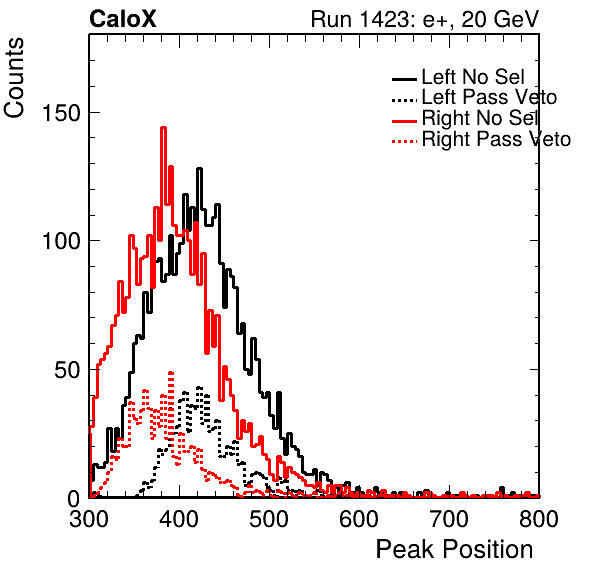 CaloX Run 1423: e+, 20 GeV
Counts
Left No Sel
Left Pass Veto
Right No Sel
Right Pass Veto
150
100
50
0
300 400 500 600 700 800
Peak Position